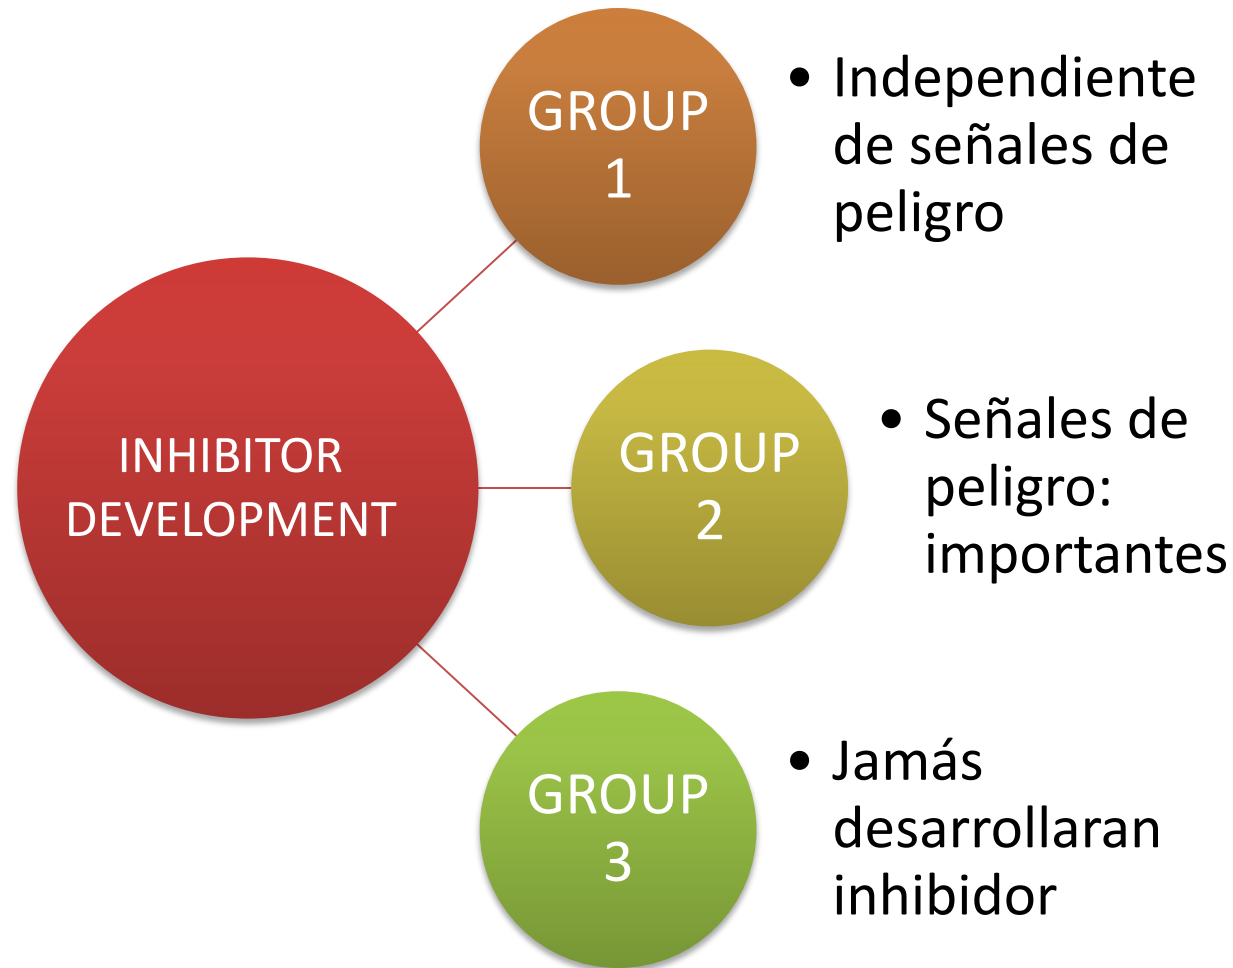 INHIBITOR
DEVELOPMENT
GROUP
1
• Independiente
de señales de
peligro
GROUP
2
• Señales de
peligro:
importantes
GROUP
3
• Jamás
desarrollaran
inhibidor